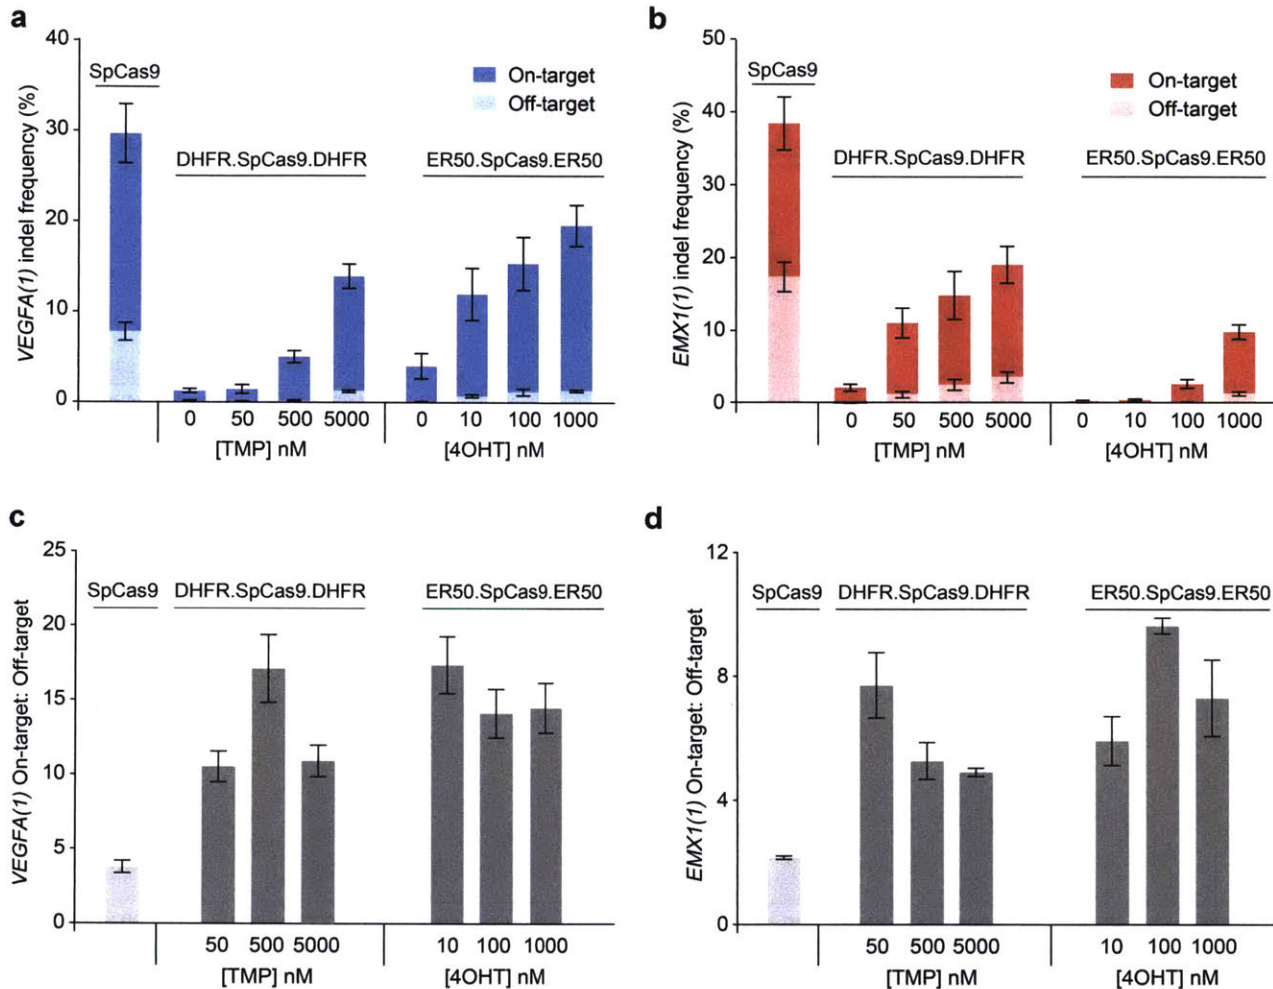 a
VEGFA(1) indel frequency (%)
40
30
20
10
0
SpCas9
DHFR.SpCas9.DHFR
ER50.SpCas9.ER50
On-target
Off-target
0 50 500 5000
[TMP] nM
0 10 100 1000
[4OHT] nM
b
EMX1(1) indel frequency (%)
50
40
30
20
10
0
SpCas9
DHFR.SpCas9.DHFR
ER50.SpCas9.ER50
On-target
Off-target
0 50 500 5000
[TMP] nM
0 10 100 1000
[4OHT] nM
c
VEGFA(1) On-target: Off-target
25
20
15
10
5
0
SpCas9
DHFR.SpCas9.DHFR
ER50.SpCas9.ER50
50 500 5000
[TMP] nM
10 100 1000
[4OHT] nM
d
EMX1(1) On-target: Off-target
12
8
4
0
SpCas9
DHFR.SpCas9.DHFR
ER50.SpCas9.ER50
50 500 5000
[TMP] nM
10 100 1000
[4OHT] nM